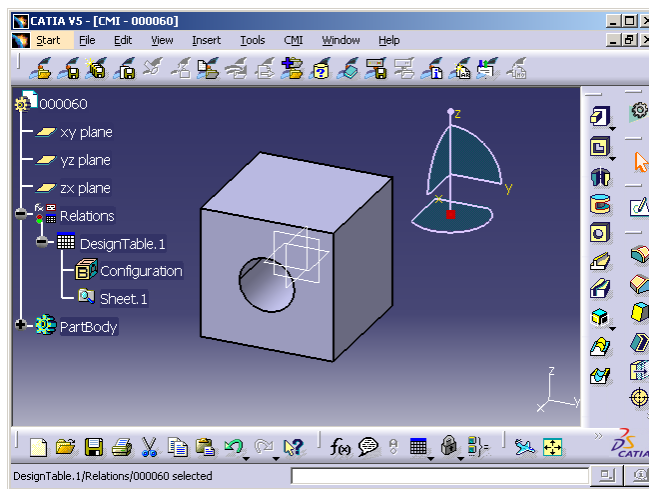 CATIA V5 - [CMI - 000060]
Start File Edit View Insert Tools CMI Window Help
000060
xy plane
yz plane
zx plane
Relations
DesignTable.1
Configuration
Sheet.1
PartBody
z
y
x
z
y
x
f(x)
CATIA
DesignTable.1/Relations/000060 selected